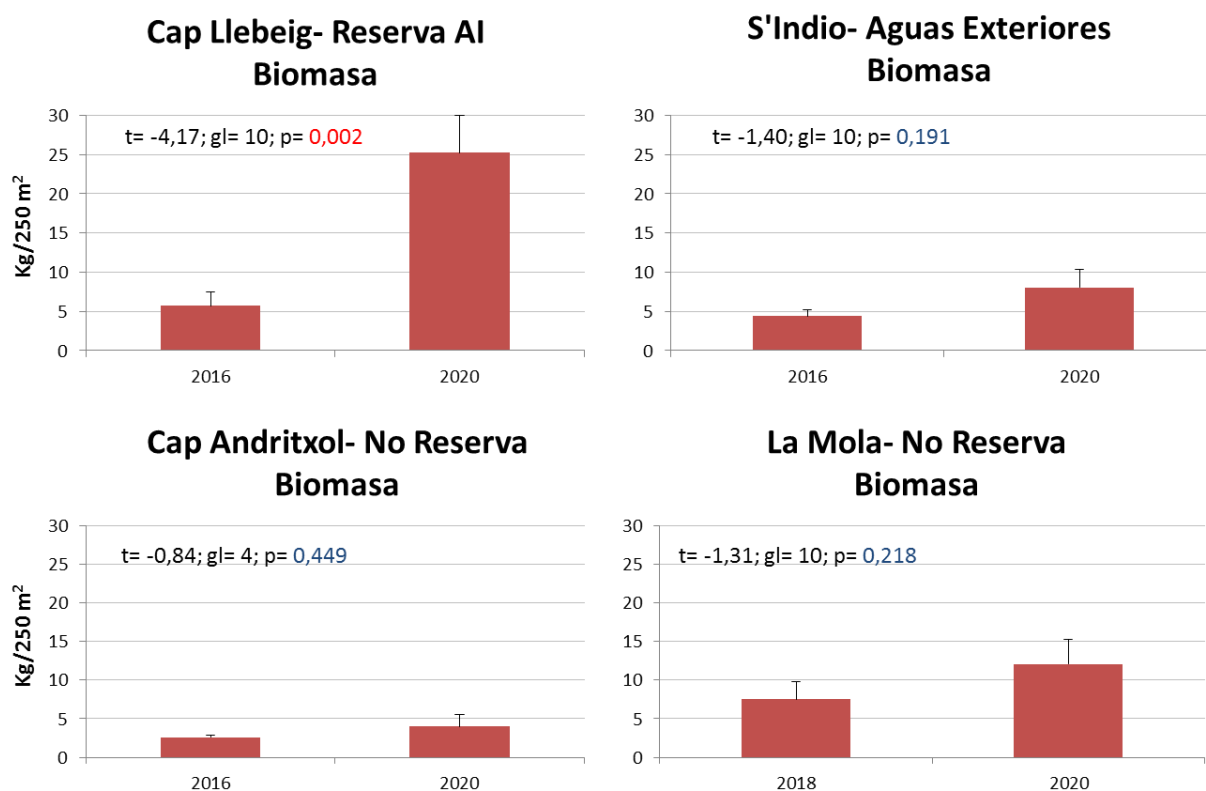 Cap Llebeig- Reserva AI
Biomasa
t= -4,17; gl= 10; p= 0,002
Kg/250 m²
30
25
20
15
10
5
0
2016
2020
S'Indio- Aguas Exteriores
Biomasa
t= -1,40; gl= 10; p= 0,191
30
25
20
15
10
5
0
2016
2020
Cap Andritxol- No Reserva
Biomasa
t= -0,84; gl= 4; p= 0,449
Kg/250 m²
30
25
20
15
10
5
0
2016
2020
La Mola- No Reserva
Biomasa
t= -1,31; gl= 10; p= 0,218
30
25
20
15
10
5
0
2018
2020